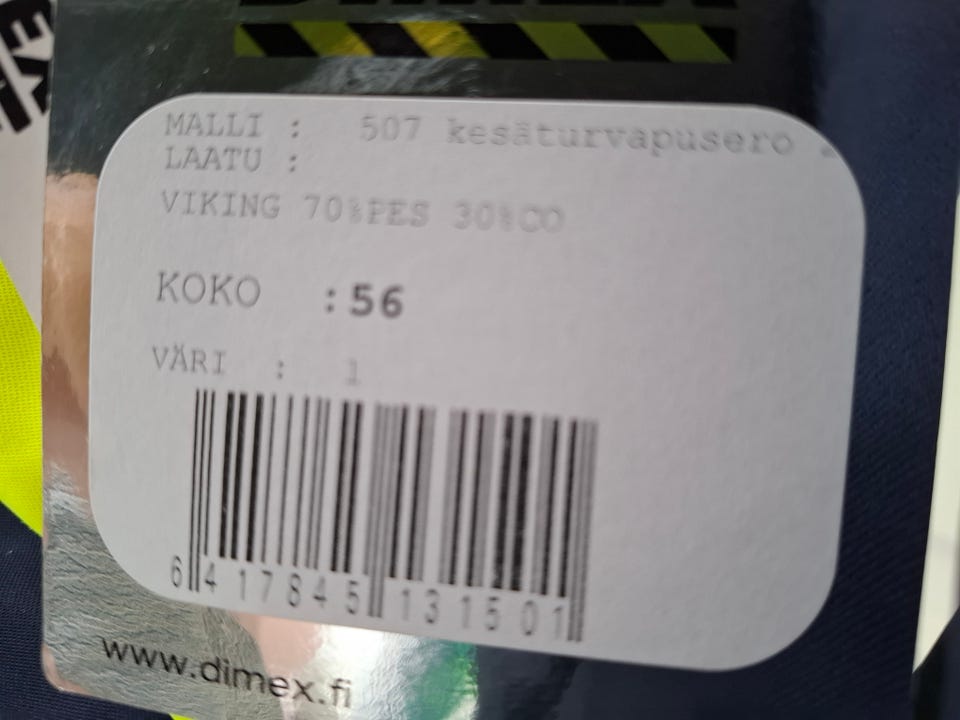 MALLI : 507 kesäturvapusero
LAATU :
VIKING 70%PES 30%CO
KOKO :56
VÄRI : 1
6 417845 131501
www.dimex.fi